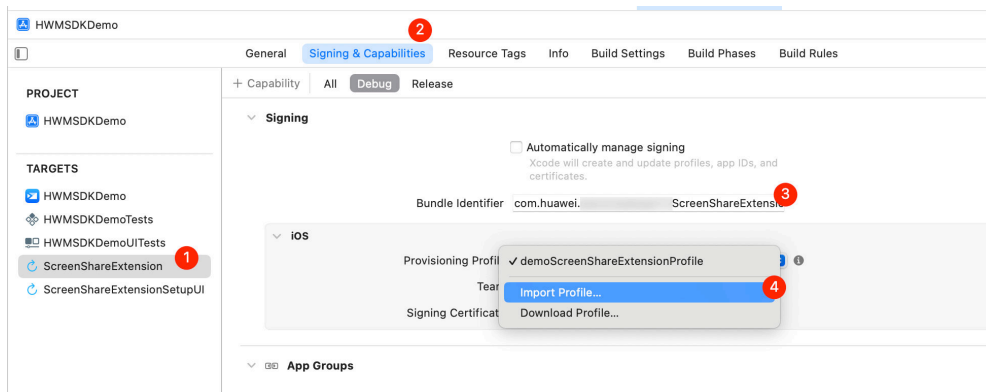 HWMSDKDemo
2
General Signing & Capabilities Resource Tags Info Build Settings Build Phases Build Rules
+ Capability All Debug Release
PROJECT
HWMSDKDemo
TARGETS
HWMSDKDemo
HWMSDKDemoTests
HWMSDKDemoUITests
ScreenShareExtension 1
ScreenShareExtensionSetupUI
Signing
Automatically manage signing
Xcode will create and update profiles, app IDs, and
certificates.
3
Bundle Identifier com.huawei. ScreenShareExtensi
iOS
Provisioning Profil ✓ demoScreenShareExtensionProfile
Tea
Import Profile... 4
Signing Certificat Download Profile...
App Groups